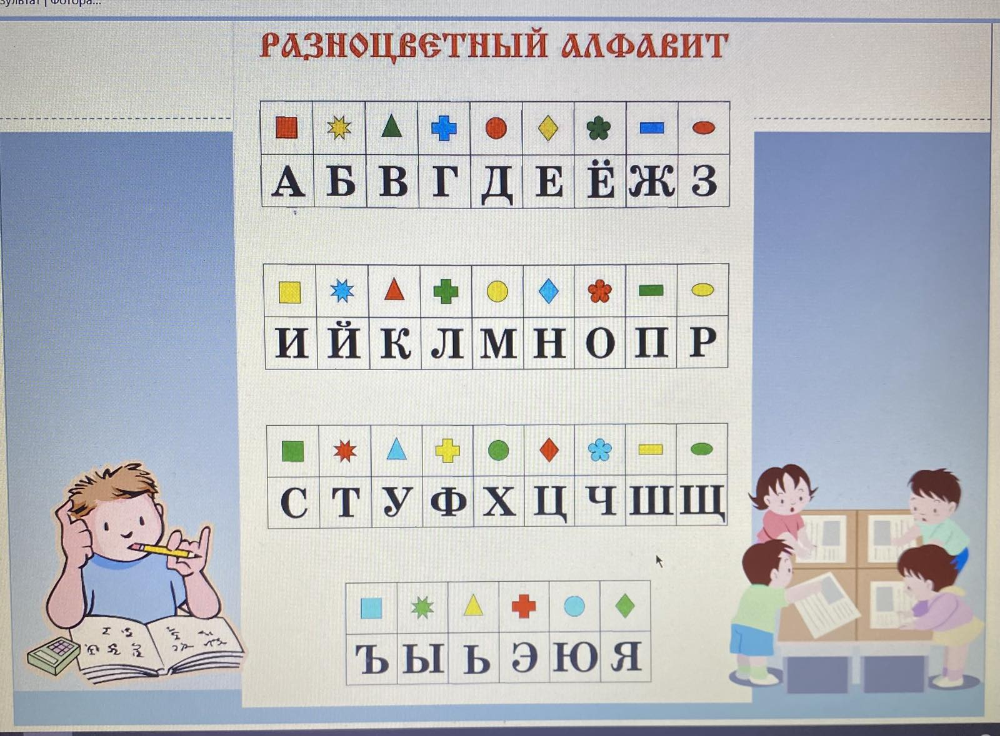 РАЗНОЦВЕТНЫЙ АЛФАВИТ
А Б В Г Д Е Ё Ж З
И Й К Л М Н О П Р
С Т У Ф Х Ц Ч Ш Щ
Ъ Ы Ь Э Ю Я